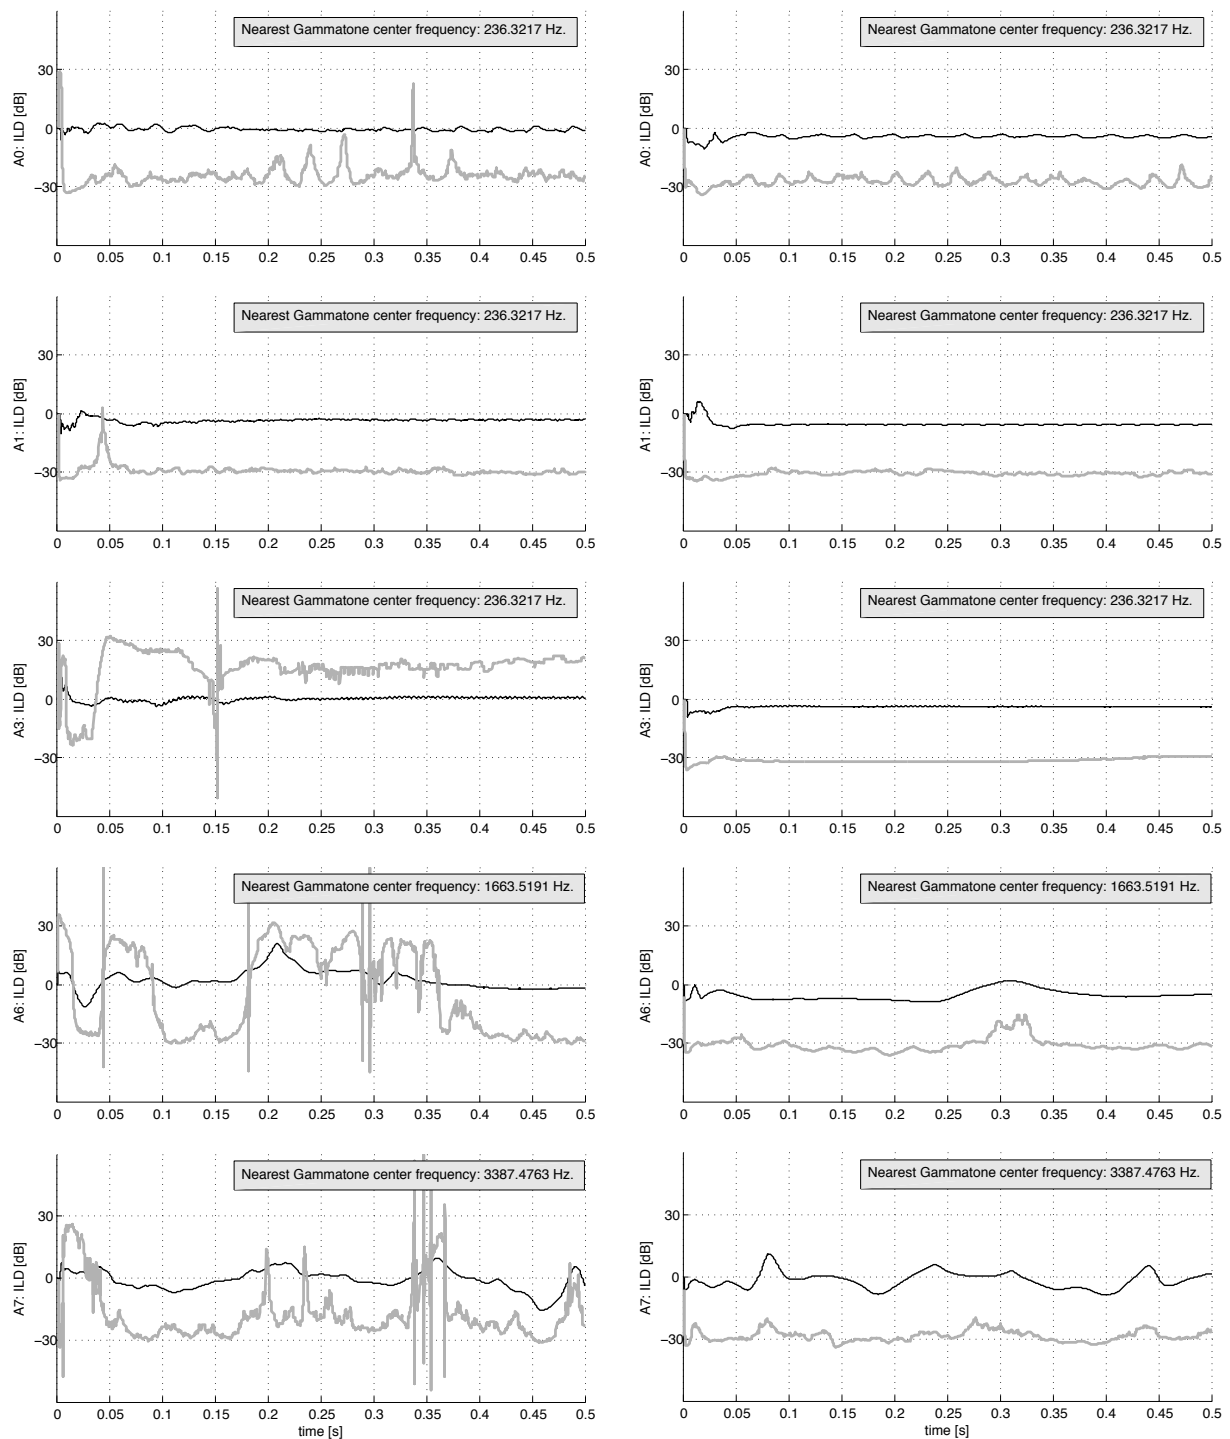 Nearest Gammatone center frequency: 236.3217 Hz.
A0: ILD [dB]
30
0
−30
0 0.05 0.1 0.15 0.2 0.25 0.3 0.35 0.4 0.45 0.5
Nearest Gammatone center frequency: 236.3217 Hz.
A0: ILD [dB]
30
0
−30
0 0.05 0.1 0.15 0.2 0.25 0.3 0.35 0.4 0.45 0.5
Nearest Gammatone center frequency: 236.3217 Hz.
A1: ILD [dB]
30
0
−30
0 0.05 0.1 0.15 0.2 0.25 0.3 0.35 0.4 0.45 0.5
Nearest Gammatone center frequency: 236.3217 Hz.
A1: ILD [dB]
30
0
−30
0 0.05 0.1 0.15 0.2 0.25 0.3 0.35 0.4 0.45 0.5
Nearest Gammatone center frequency: 236.3217 Hz.
A3: ILD [dB]
30
0
−30
0 0.05 0.1 0.15 0.2 0.25 0.3 0.35 0.4 0.45 0.5
Nearest Gammatone center frequency: 236.3217 Hz.
A3: ILD [dB]
30
0
−30
0 0.05 0.1 0.15 0.2 0.25 0.3 0.35 0.4 0.45 0.5
Nearest Gammatone center frequency: 1663.5191 Hz.
A6: ILD [dB]
30
0
−30
0 0.05 0.1 0.15 0.2 0.25 0.3 0.35 0.4 0.45 0.5
Nearest Gammatone center frequency: 1663.5191 Hz.
A6: ILD [dB]
30
0
−30
0 0.05 0.1 0.15 0.2 0.25 0.3 0.35 0.4 0.45 0.5
Nearest Gammatone center frequency: 3387.4763 Hz.
A7: ILD [dB]
30
0
−30
0 0.05 0.1 0.15 0.2 0.25 0.3 0.35 0.4 0.45 0.5
time [s]
Nearest Gammatone center frequency: 3387.4763 Hz.
A7: ILD [dB]
30
0
−30
0 0.05 0.1 0.15 0.2 0.25 0.3 0.35 0.4 0.45 0.5
time [s]